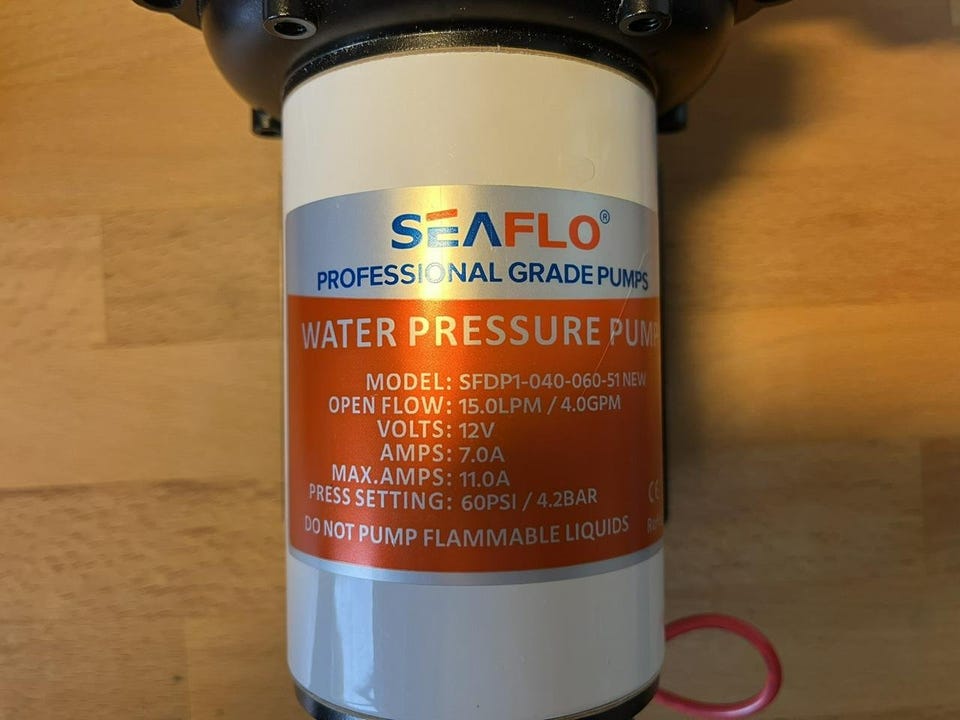 SEAFLO®
PROFESSIONAL GRADE PUMPS
WATER PRESSURE PUMP
MODEL: SFDP1-040-060-51 NEW
OPEN FLOW: 15.0LPM / 4.0GPM
VOLTS: 12V
AMPS: 7.0A
MAX.AMPS: 11.0A
PRESS SETTING: 60PSI / 4.2BAR
CE
DO NOT PUMP FLAMMABLE LIQUIDS